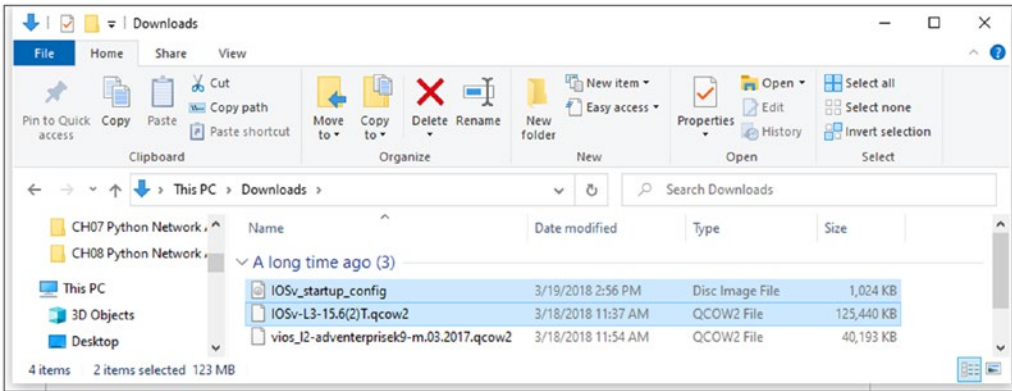 Downloads
File Home Share View
Pin to Quick access
Copy
Paste
Cut
Copy path
Paste shortcut
Clipboard
Move to
Copy to
Delete
Rename
Organize
New folder
New item
Easy access
New
Properties
Open
Edit
History
Open
Select all
Select none
Invert selection
Select
This PC > Downloads >
Search Downloads
CH07 Python Network
CH08 Python Network
This PC
3D Objects
Desktop
Name Date modified Type Size
A long time ago (3)
IOSv_startup_config 3/19/2018 2:56 PM Disc Image File 1,024 KB
IOSv-L3-15.6(2)T.qcow2 3/18/2018 11:37 AM QCOW2 File 125,440 KB
vios_l2-adventerprisek9-m.03.2017.qcow2 3/18/2018 11:54 AM QCOW2 File 40,193 KB
4 items 2 items selected 123 MB